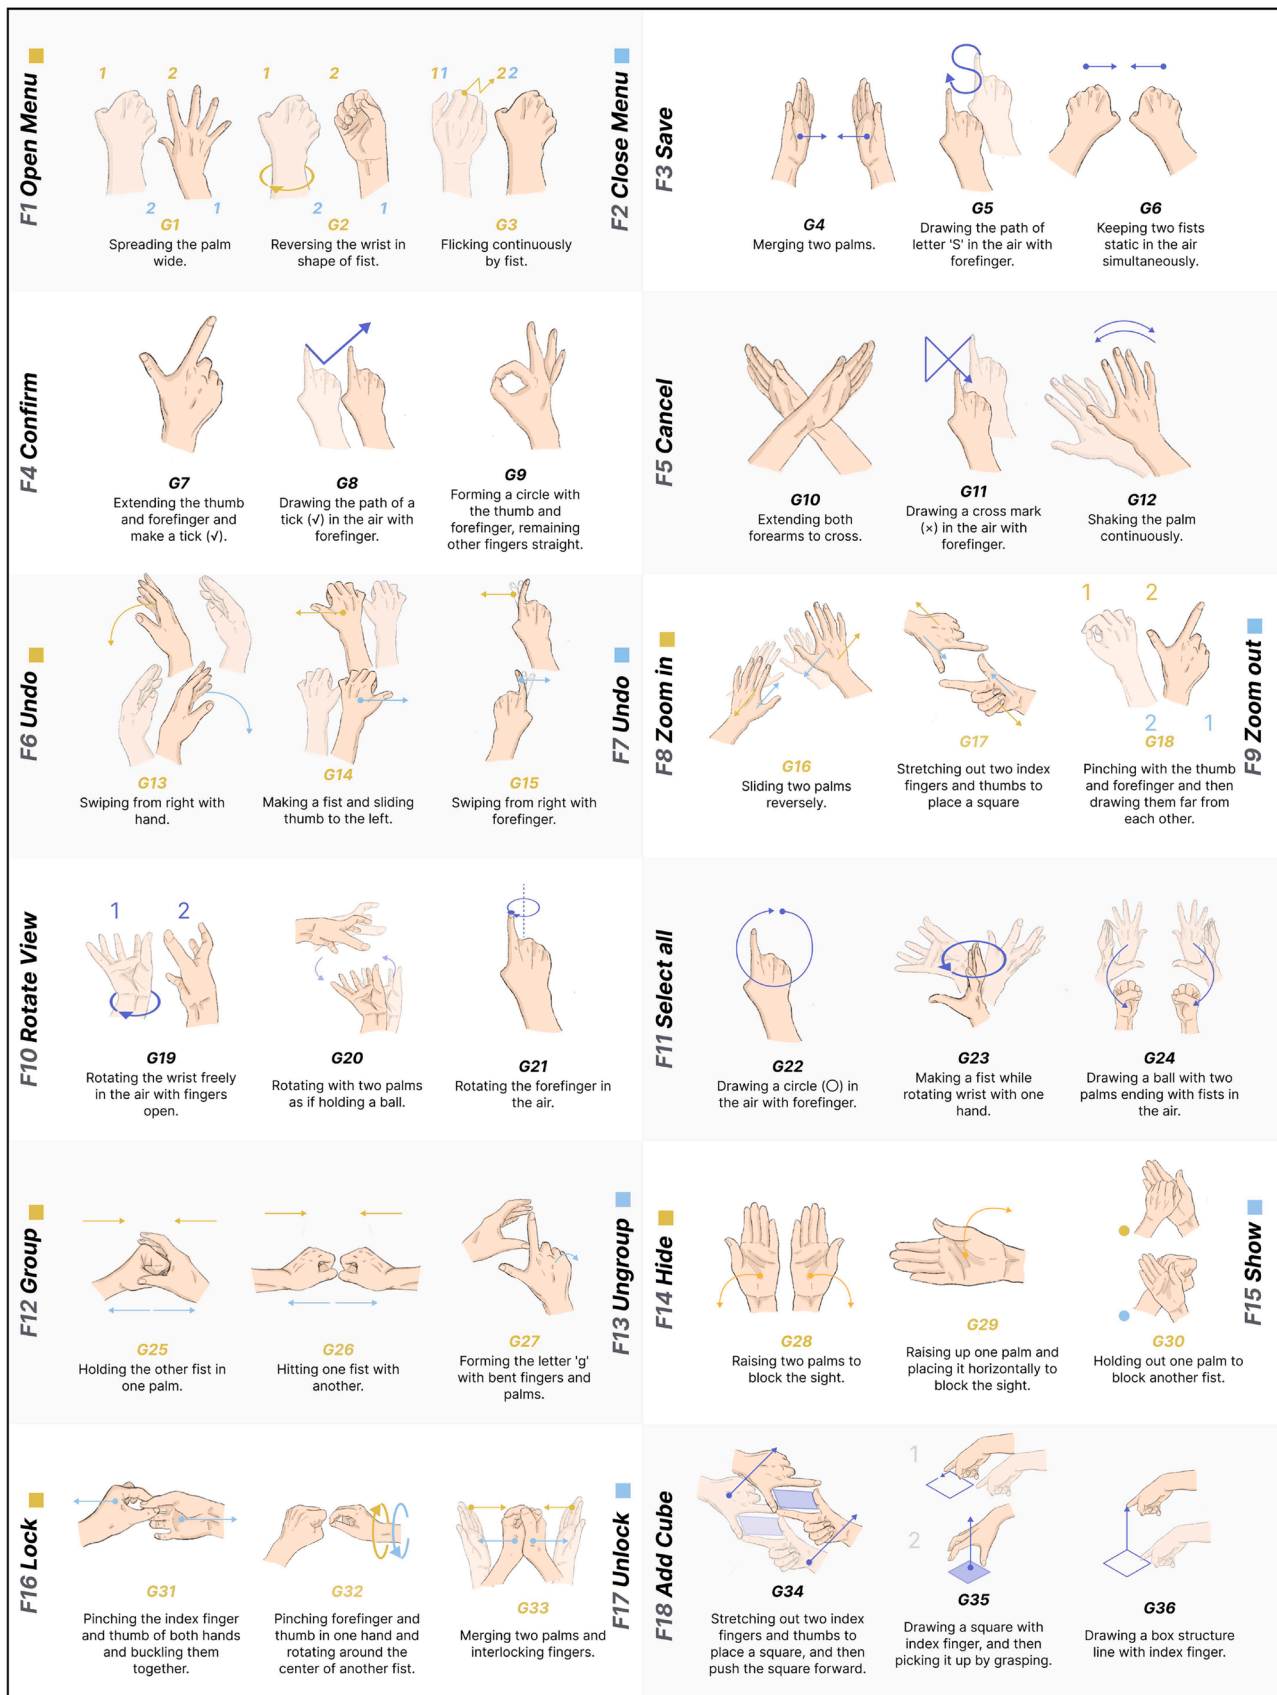 F1 Open Menu
1 2
2 1
G1
Spreading the palm
wide.
1 2
2 1
G2
Reversing the wrist in
shape of fist.
1 1 2 2
G3
Flicking continuously
by fist.
F2 Close Menu
F3 Save
G4
Merging two palms.
G5
Drawing the path of
letter 'S' in the air with
forefinger.
G6
Keeping two fists
static in the air
simultaneously.
F4 Confirm
G7
Extending the thumb
and forefinger and
make a tick (√).
G8
Drawing the path of a
tick (√) in the air with
forefinger.
G9
Forming a circle with
the thumb and
forefinger, remaining
other fingers straight.
F5 Cancel
G10
Extending both
forearms to cross.
G11
Drawing a cross mark
(×) in the air with
forefinger.
G12
Shaking the palm
continuously.
F6 Undo
G13
Swiping from right with
hand.
G14
Making a fist and sliding
thumb to the left.
G15
Swiping from right with
forefinger.
F7 Undo
F8 Zoom in
G16
Sliding two palms
reversely.
G17
Stretching out two index
fingers and thumbs to
place a square
1 2
2 1
G18
Pinching with the thumb
and forefinger and then
drawing them far from
each other.
F9 Zoom out
F10 Rotate View
1 2
G19
Rotating the wrist freely
in the air with fingers
open.
G20
Rotating with two palms
as if holding a ball.
G21
Rotating the forefinger in
the air.
F11 Select all
G22
Drawing a circle (○) in
the air with forefinger.
G23
Making a fist while
rotating wrist with one
hand.
G24
Drawing a ball with two
palms ending with fists in
the air.
F12 Group
G25
Holding the other fist in
one palm.
G26
Hitting one fist with
another.
G27
Forming the letter 'g'
with bent fingers and
palms.
F13 Ungroup
F14 Hide
G28
Raising two palms to
block the sight.
G29
Raising up one palm and
placing it horizontally to
block the sight.
G30
Holding out one palm to
block another fist.
F15 Show
F16 Lock
G31
Pinching the index finger
and thumb of both hands
and buckling them
together.
G32
Pinching forefinger and
thumb in one hand and
rotating around the
center of another fist.
G33
Merging two palms and
interlocking fingers.
F17 Unlock
F18 Add Cube
G34
Stretching out two index
fingers and thumbs to
place a square, and then
push the square forward.
1
2
G35
Drawing a square with
index finger, and then
picking it up by grasping.
G36
Drawing a box structure
line with index finger.